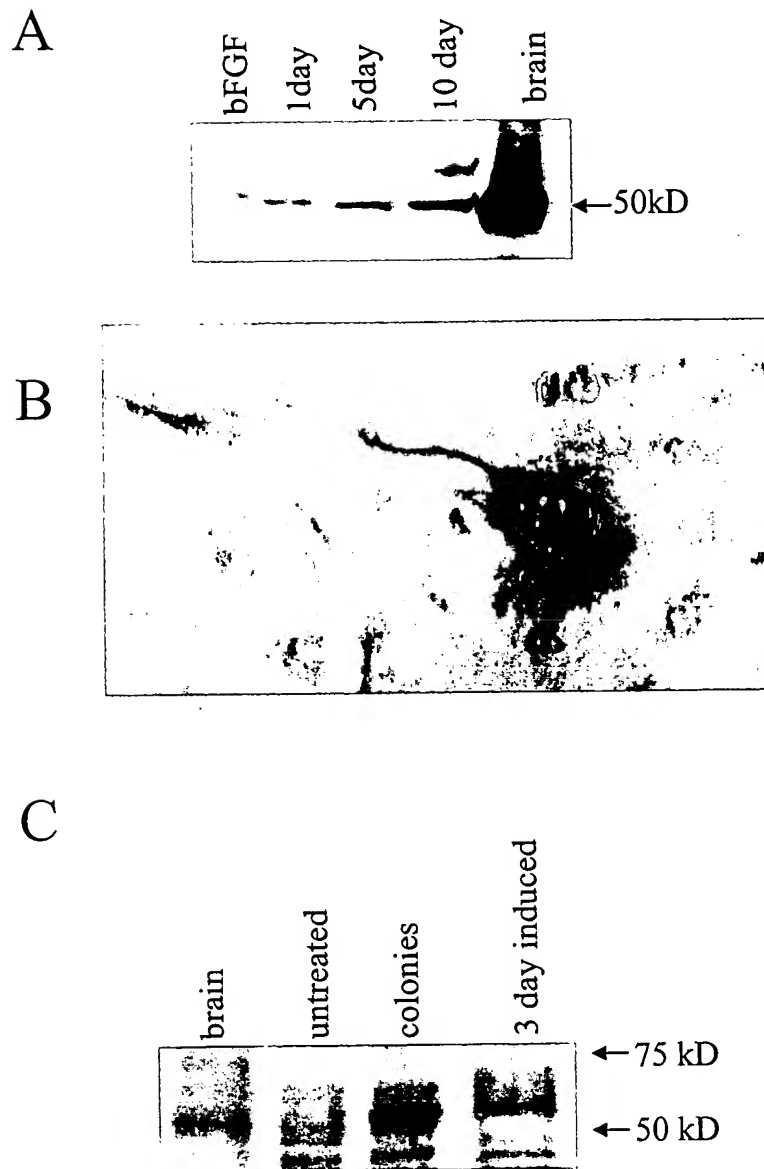 A
bFGF
1day
5day
10 day
brain
←50kD
B
C
brain
untreated
colonies
3 day induced
←75 kD
←50 kD